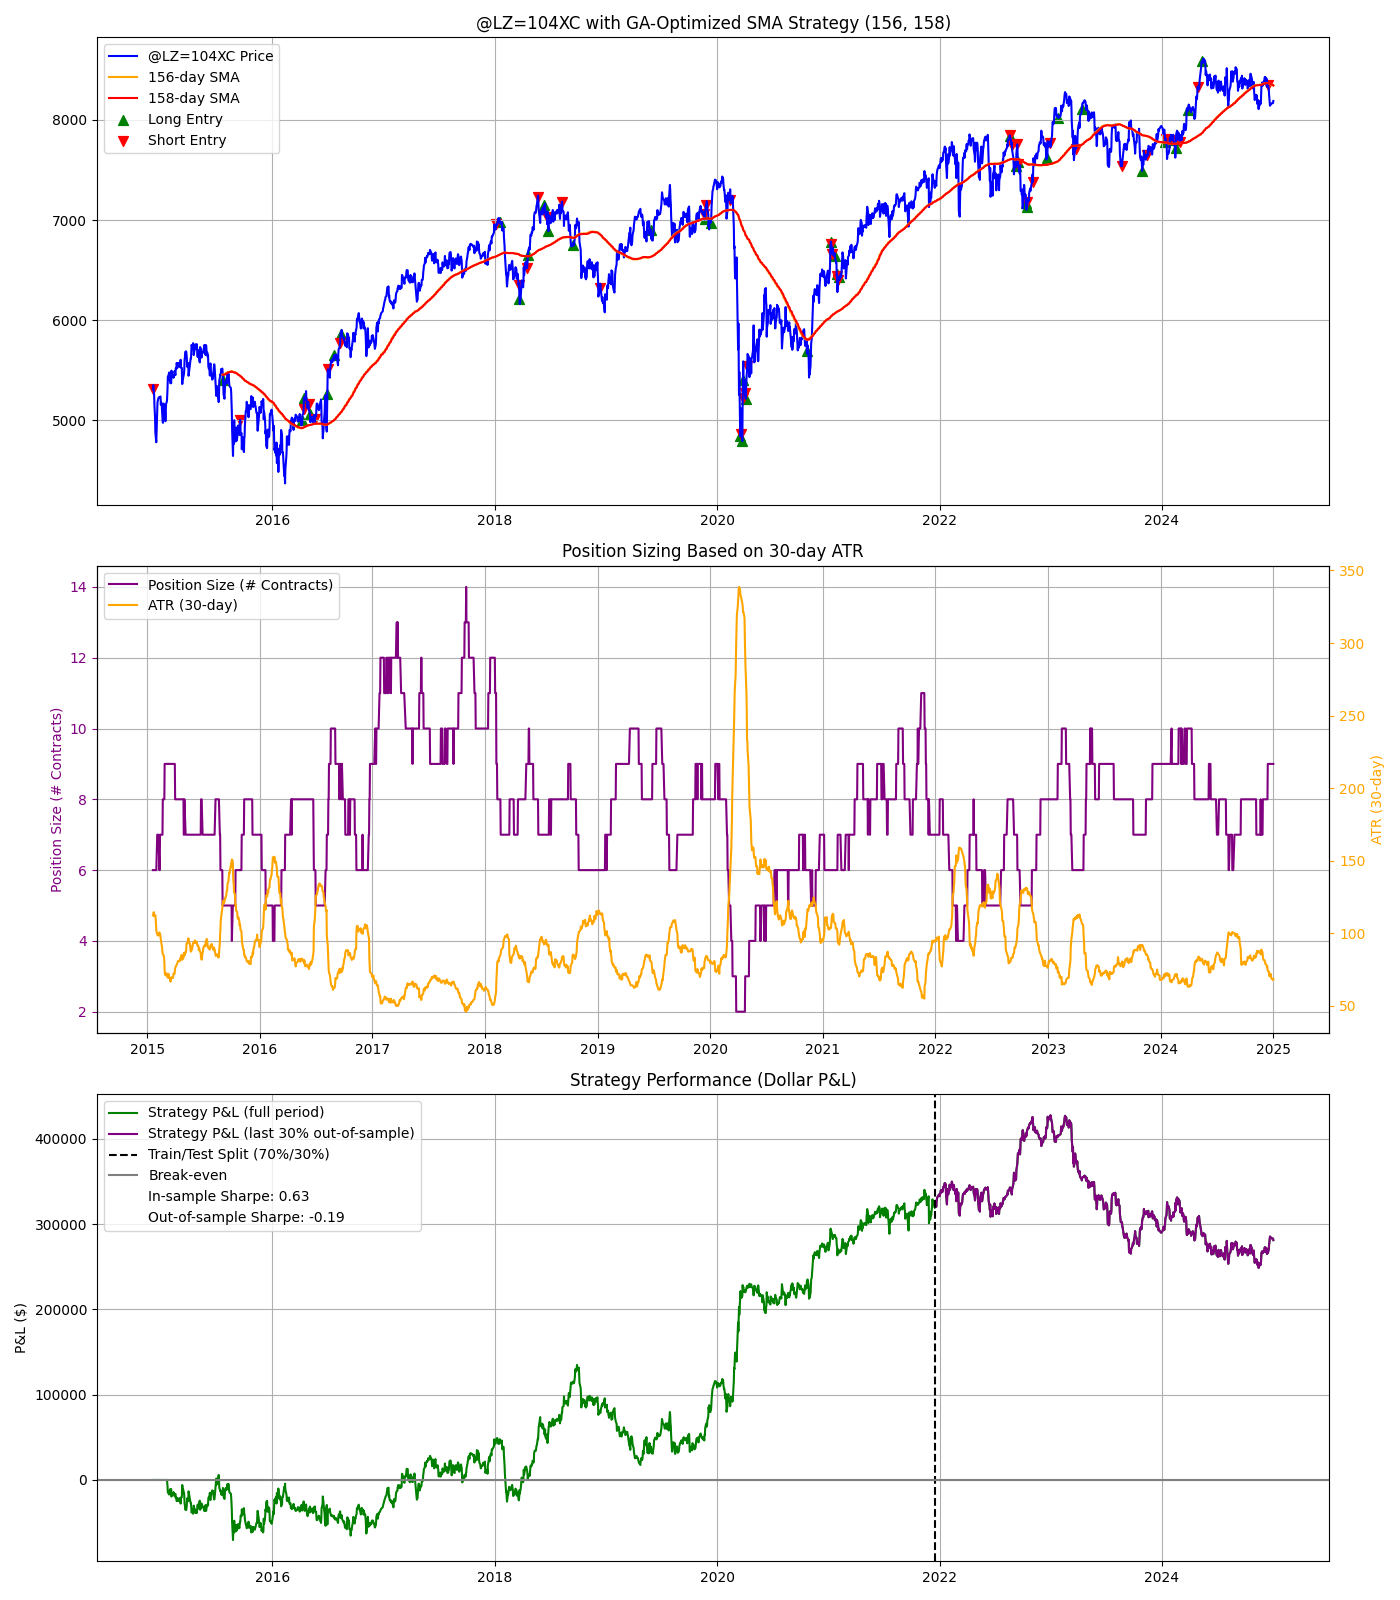 @LZ=104XC with GA-Optimized SMA Strategy (156, 158)
@LZ=104XC Price
156-day SMA
158-day SMA
Long Entry
Short Entry
8000
7000
6000
5000
2016 2018 2020 2022 2024
Position Sizing Based on 30-day ATR
Position Size (# Contracts)
ATR (30-day)
Position Size (# Contracts)
14
12
10
8
6
4
2
350
300
250
200
150
100
50
ATR (30-day)
2015 2016 2017 2018 2019 2020 2021 2022 2023 2024 2025
Strategy Performance (Dollar P&L)
Strategy P&L (full period)
Strategy P&L (last 30% out-of-sample)
Train/Test Split (70%/30%)
Break-even
In-sample Sharpe: 0.63
Out-of-sample Sharpe: -0.19
P&L ($)
400000
300000
200000
100000
0
2016 2018 2020 2022 2024